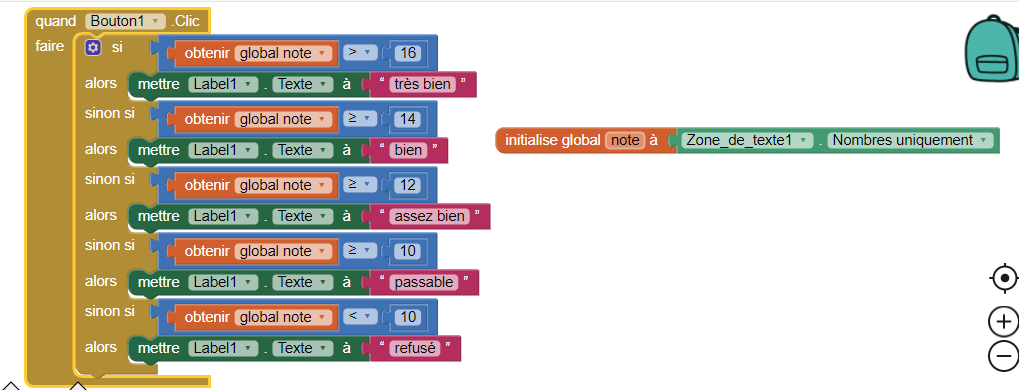 quand Bouton1 .Clic
faire si obtenir global note > 16
alors mettre Label1 . Texte à " très bien "
sinon si obtenir global note ≥ 14
alors mettre Label1 . Texte à " bien "
sinon si obtenir global note ≥ 12
alors mettre Label1 . Texte à " assez bien "
sinon si obtenir global note ≥ 10
alors mettre Label1 . Texte à " passable "
sinon si obtenir global note < 10
alors mettre Label1 . Texte à " refusé "
initialise global note à Zone_de_texte1 . Nombres uniquement